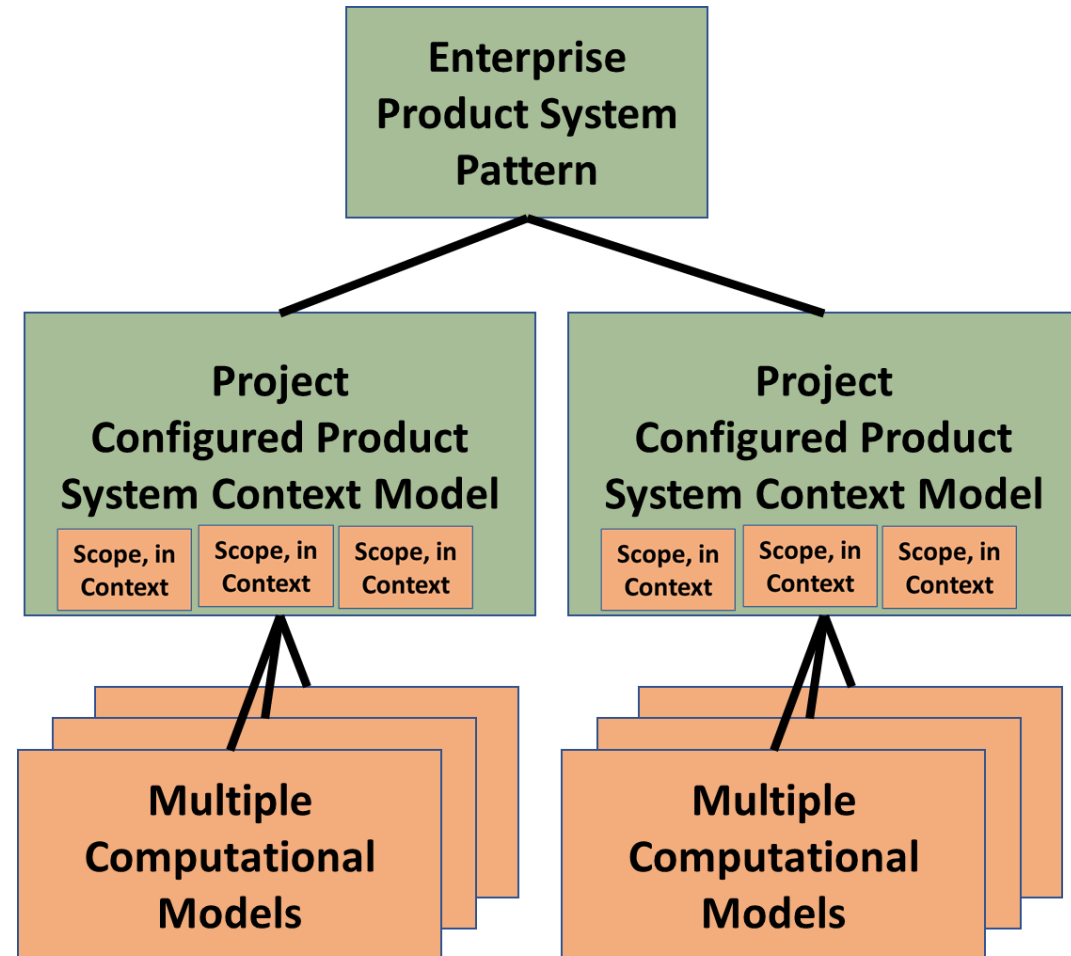 Enterprise
Product System
Pattern
Project
Configured Product
System Context Model
Scope, in
Context
Scope, in
Context
Scope, in
Context
Project
Configured Product
System Context Model
Scope, in
Context
Scope, in
Context
Scope, in
Context
Multiple
Computational
Models
Multiple
Computational
Models